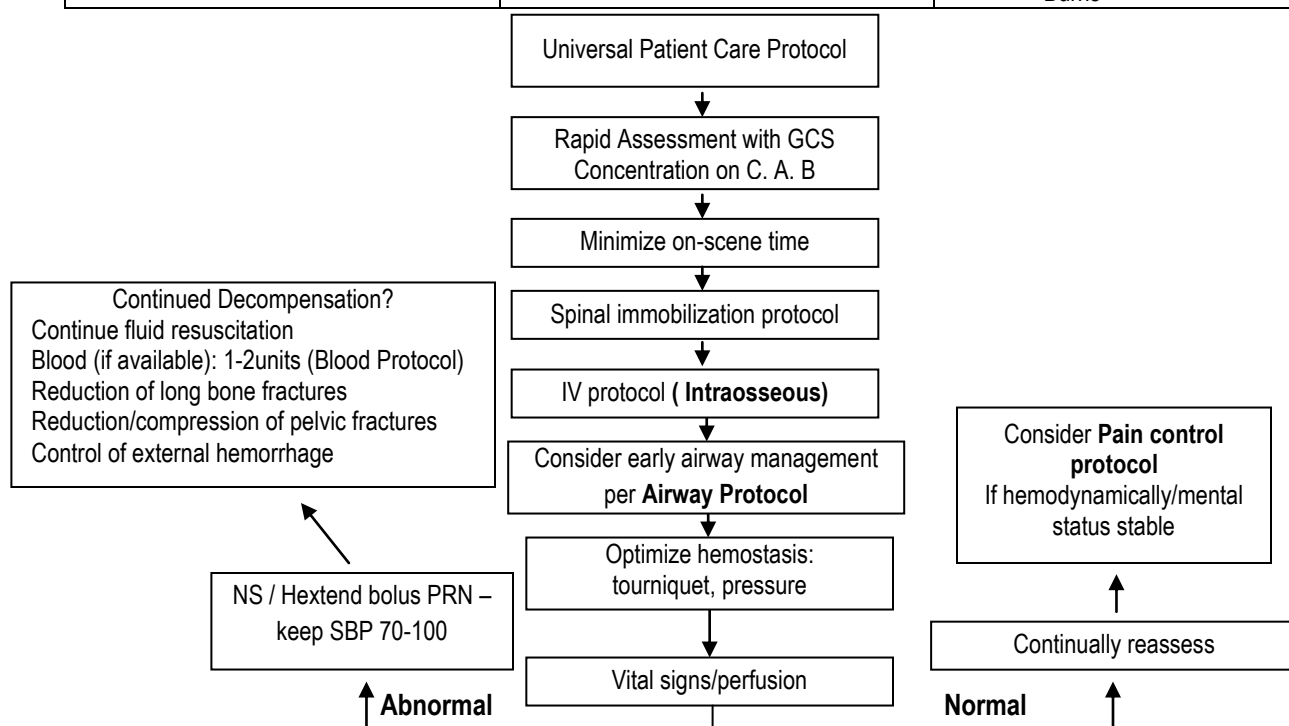 Universal Patient Care Protocol
Rapid Assessment with GCS
Concentration on C. A. B
Minimize on-scene time
Spinal immobilization protocol
IV protocol ( Intraosseous)
Consider early airway management
per Airway Protocol
Optimize hemostasis:
tourniquet, pressure
Vital signs/perfusion
Abnormal
NS / Hextend bolus PRN –
keep SBP 70-100
Continued Decompensation?
Continue fluid resuscitation
Blood (if available): 1-2units (Blood Protocol)
Reduction of long bone fractures
Reduction/compression of pelvic fractures
Control of external hemorrhage
Normal
Continually reassess
Consider Pain control
protocol
If hemodynamically/mental
status stable